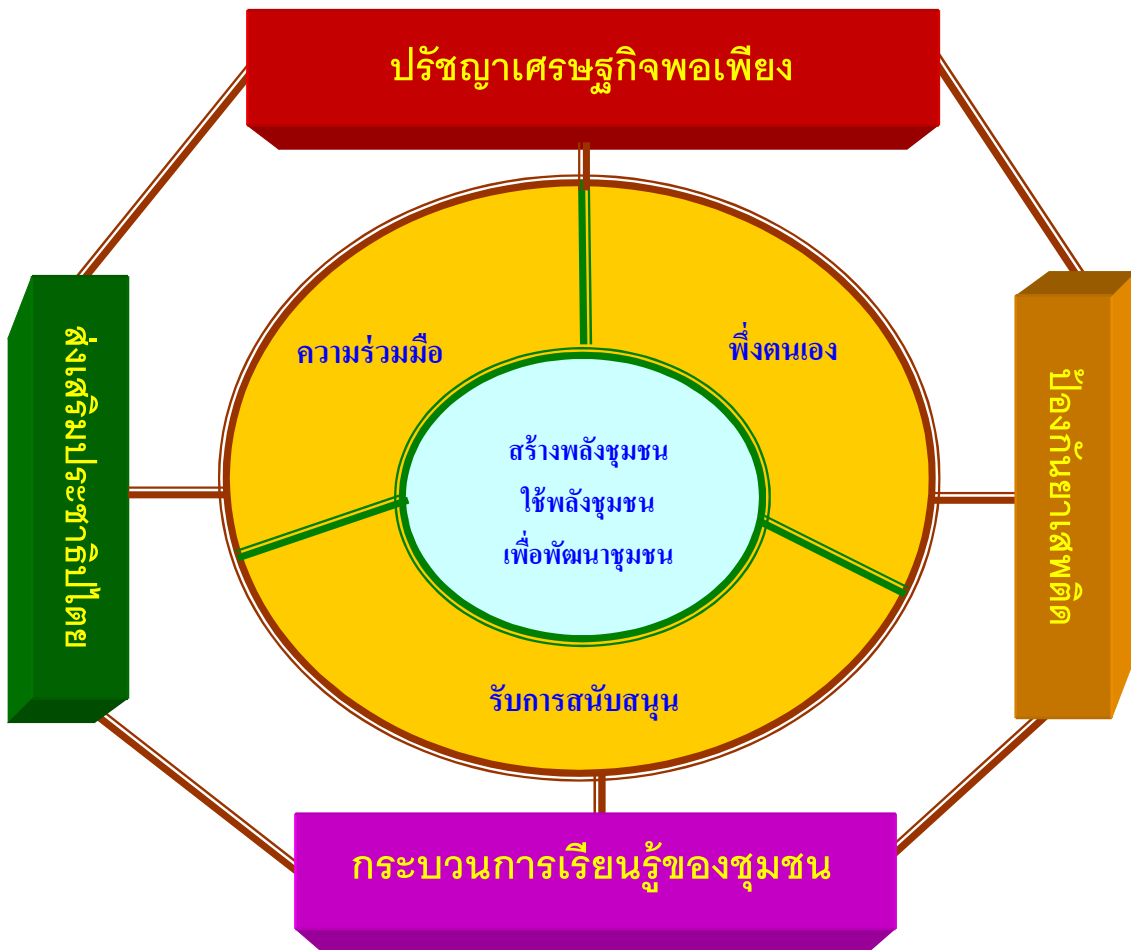 ปรัชญาเศรษฐกิจพอเพียง
ส่งเสริมประชาธิปไตย
ความร่วมมือ
พึ่งตนเอง
ป้องกันยาเสพติด
สร้างพลังชุมชน
ใช้พลังชุมชน
เพื่อพัฒนาชุมชน
รับการสนับสนุน
กระบวนการเรียนรู้ของชุมชน